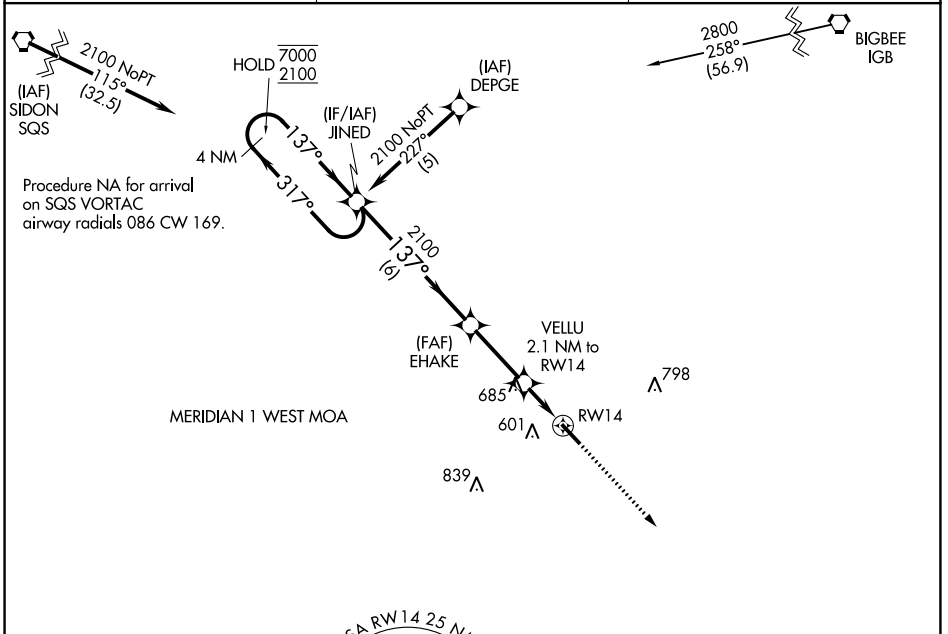 2100 NoPT
115°
(32.5)
(IAF)
SIDON
SQS
HOLD 7000
2100
(IAF)
DEPGE
2800
258°
(56.9)
BIGBEE
IGB
(IF/IAF)
JINED
137°
4 NM
317°
2100 NoPT
227°
(5)
Procedure NA for arrival
on SQS VORTAC
airway radials 086 CW 169.
2100
137°
(6)
(FAF)
EHAKE
VELLU
2.1 NM to
RW14
685
798
MERIDIAN 1 WEST MOA
601
RW14
839
SA RW14 25 N